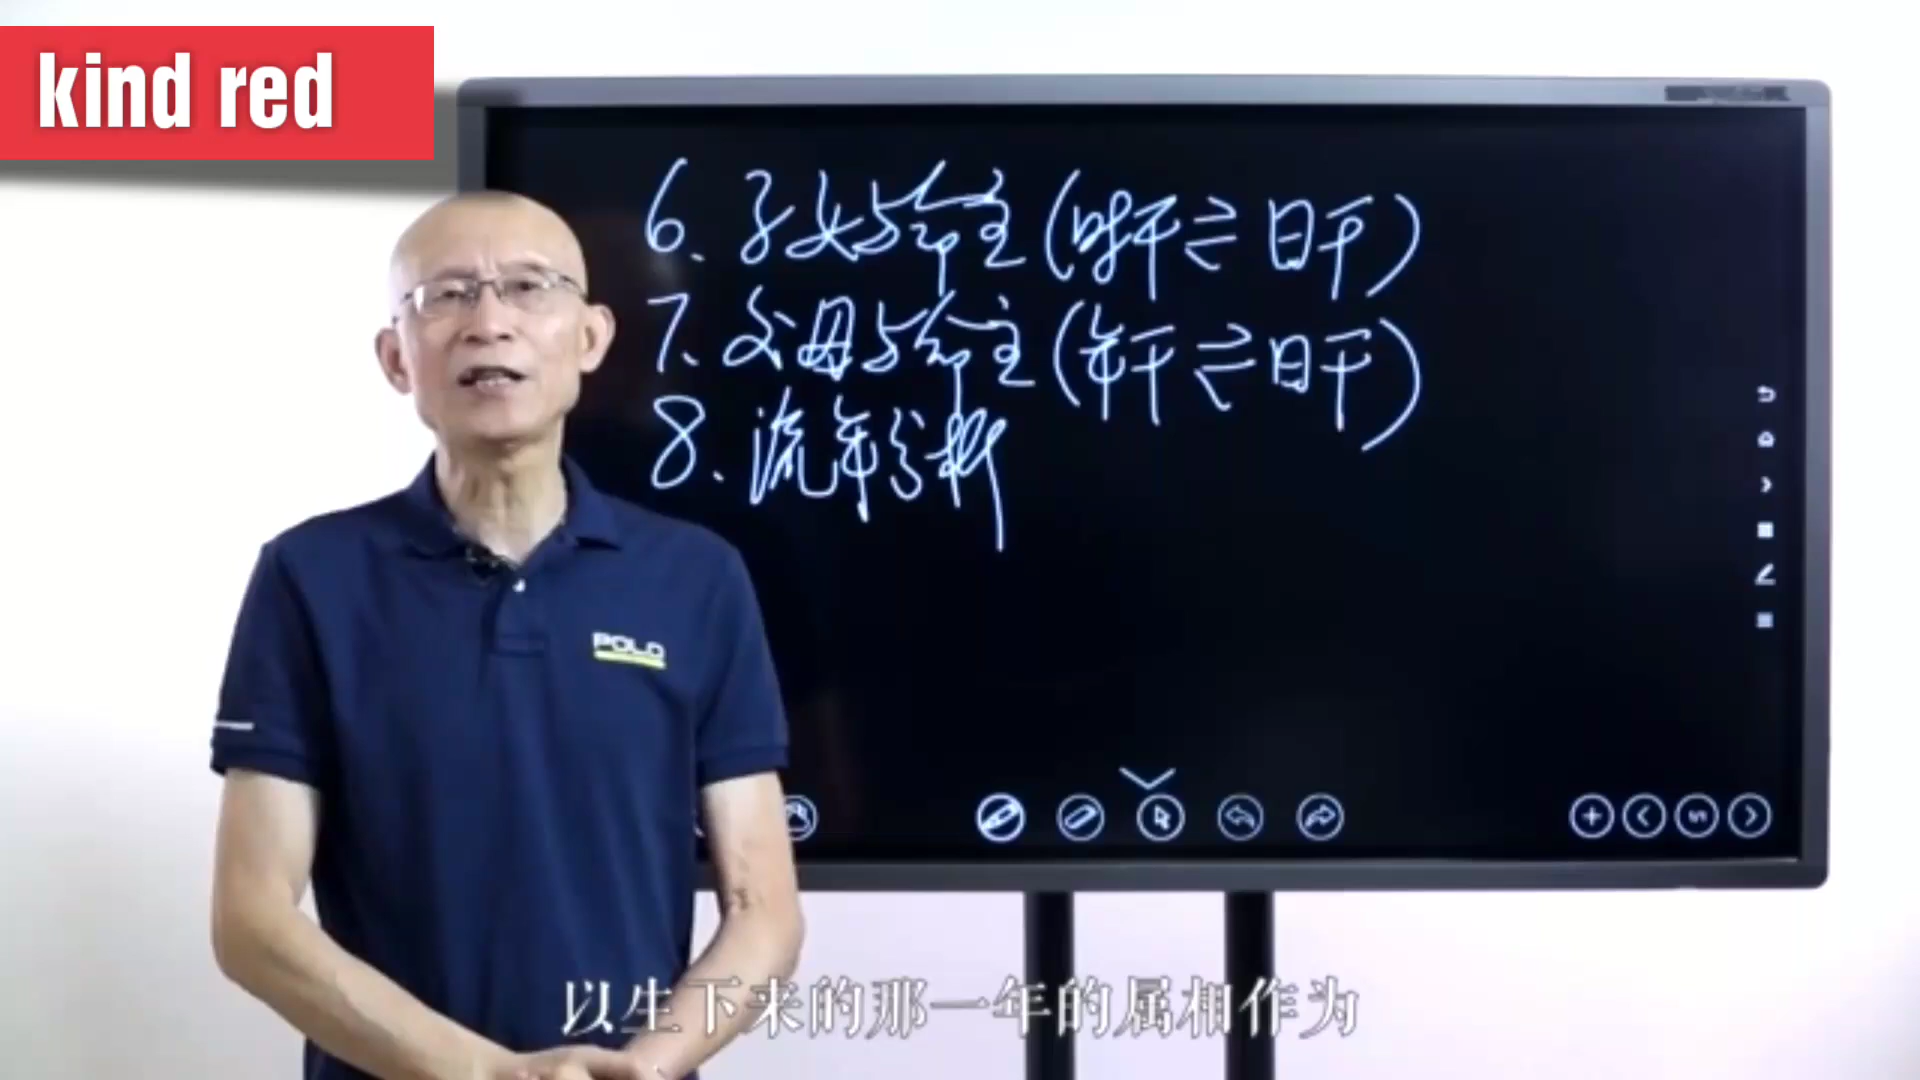 kind red
6. 子女与命主(时干⇌日干)
7. 父母与命主(年干⇌日干)
8. 流年分析
POLO
以生下来的那一年的属相作为